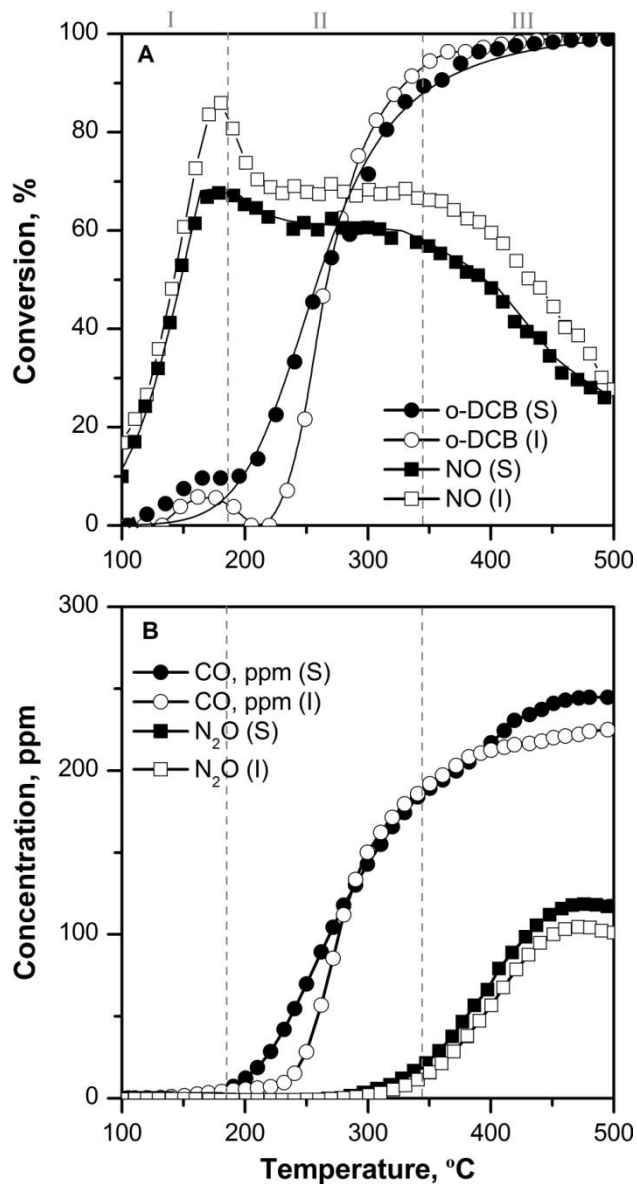 I II III
A
100
80
60
40
20
0
Conversion, %
o-DCB (S)
o-DCB (I)
NO (S)
NO (I)
100 200 300 400 500
B
300
200
100
0
Concentration, ppm
CO, ppm (S)
CO, ppm (I)
N₂O (S)
N₂O (I)
100 200 300 400 500
Temperature, ºC